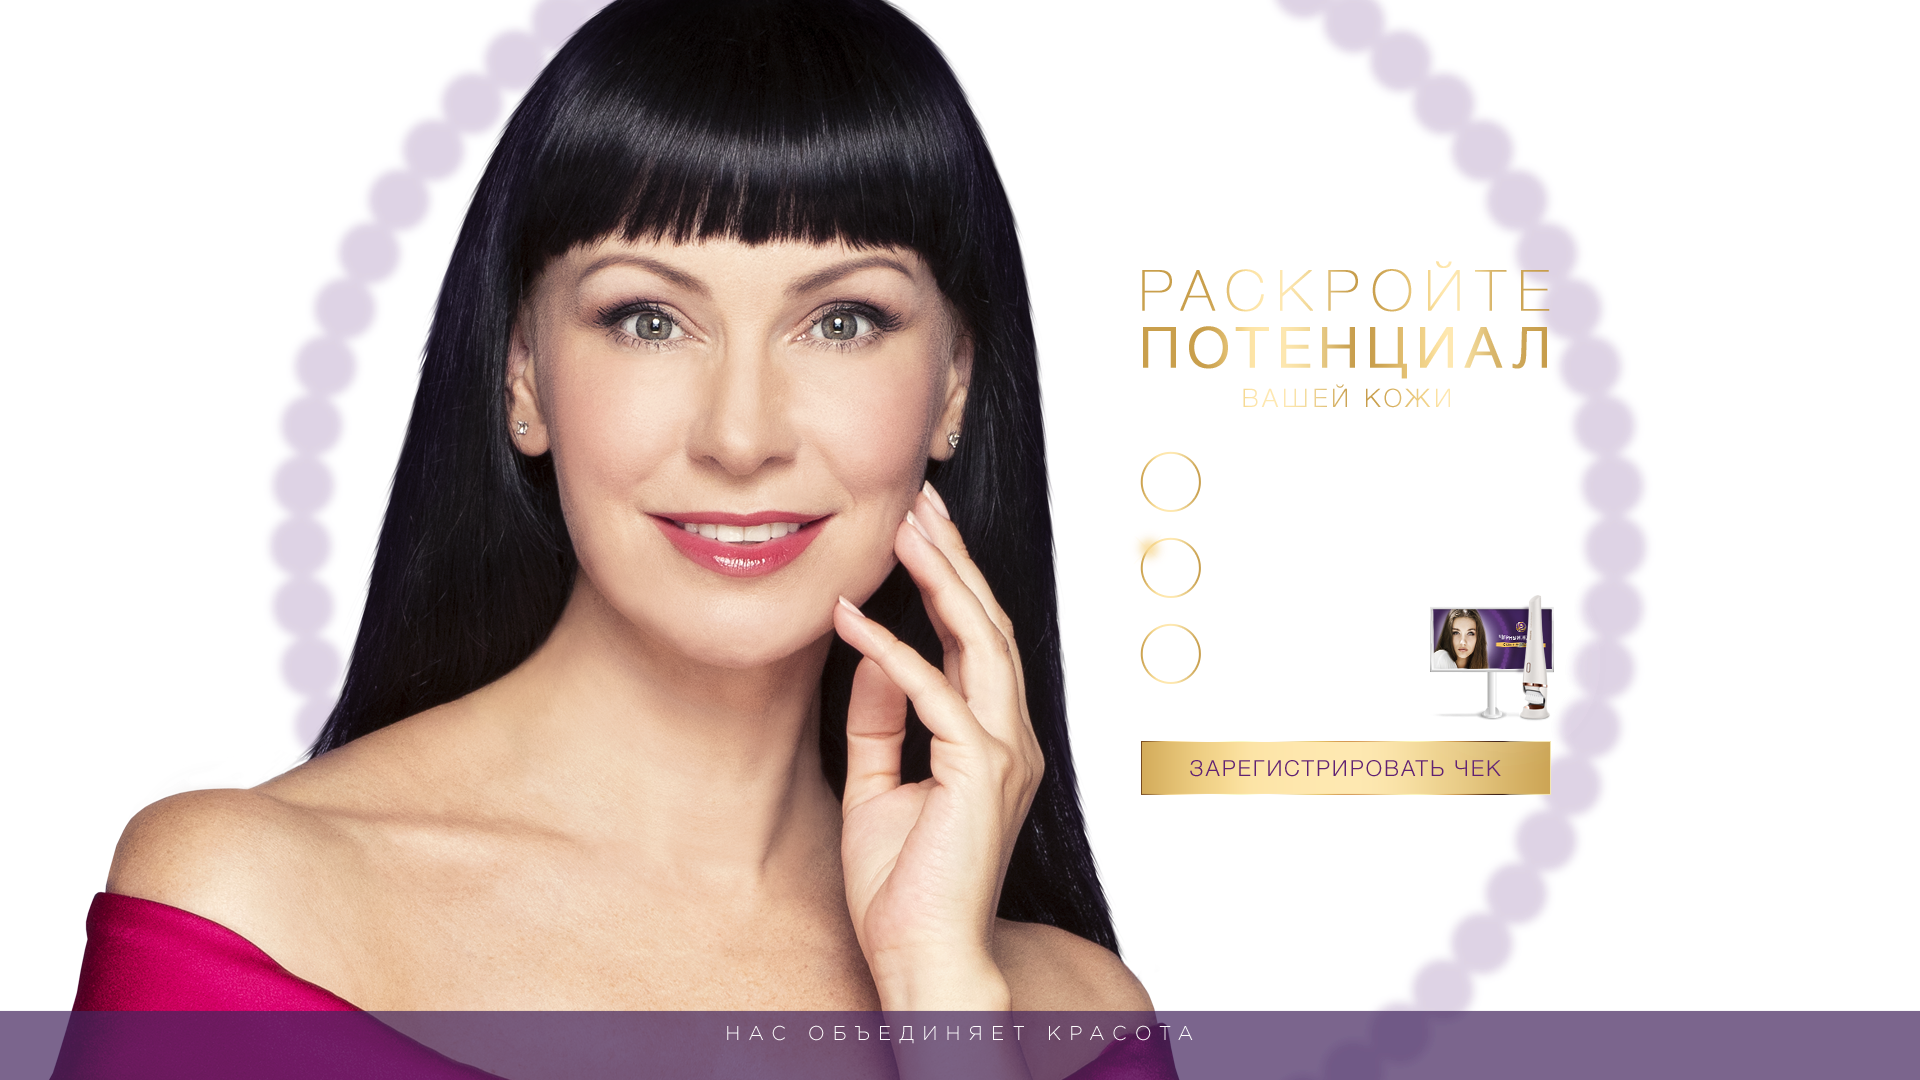 РАСКРОЙТЕ
ПОТЕНЦИАЛ
ВАШЕЙ КОЖИ
ЗАРЕГИСТРИРОВАТЬ ЧЕК
НАС ОБЪЕДИНЯЕТ КРАСОТА